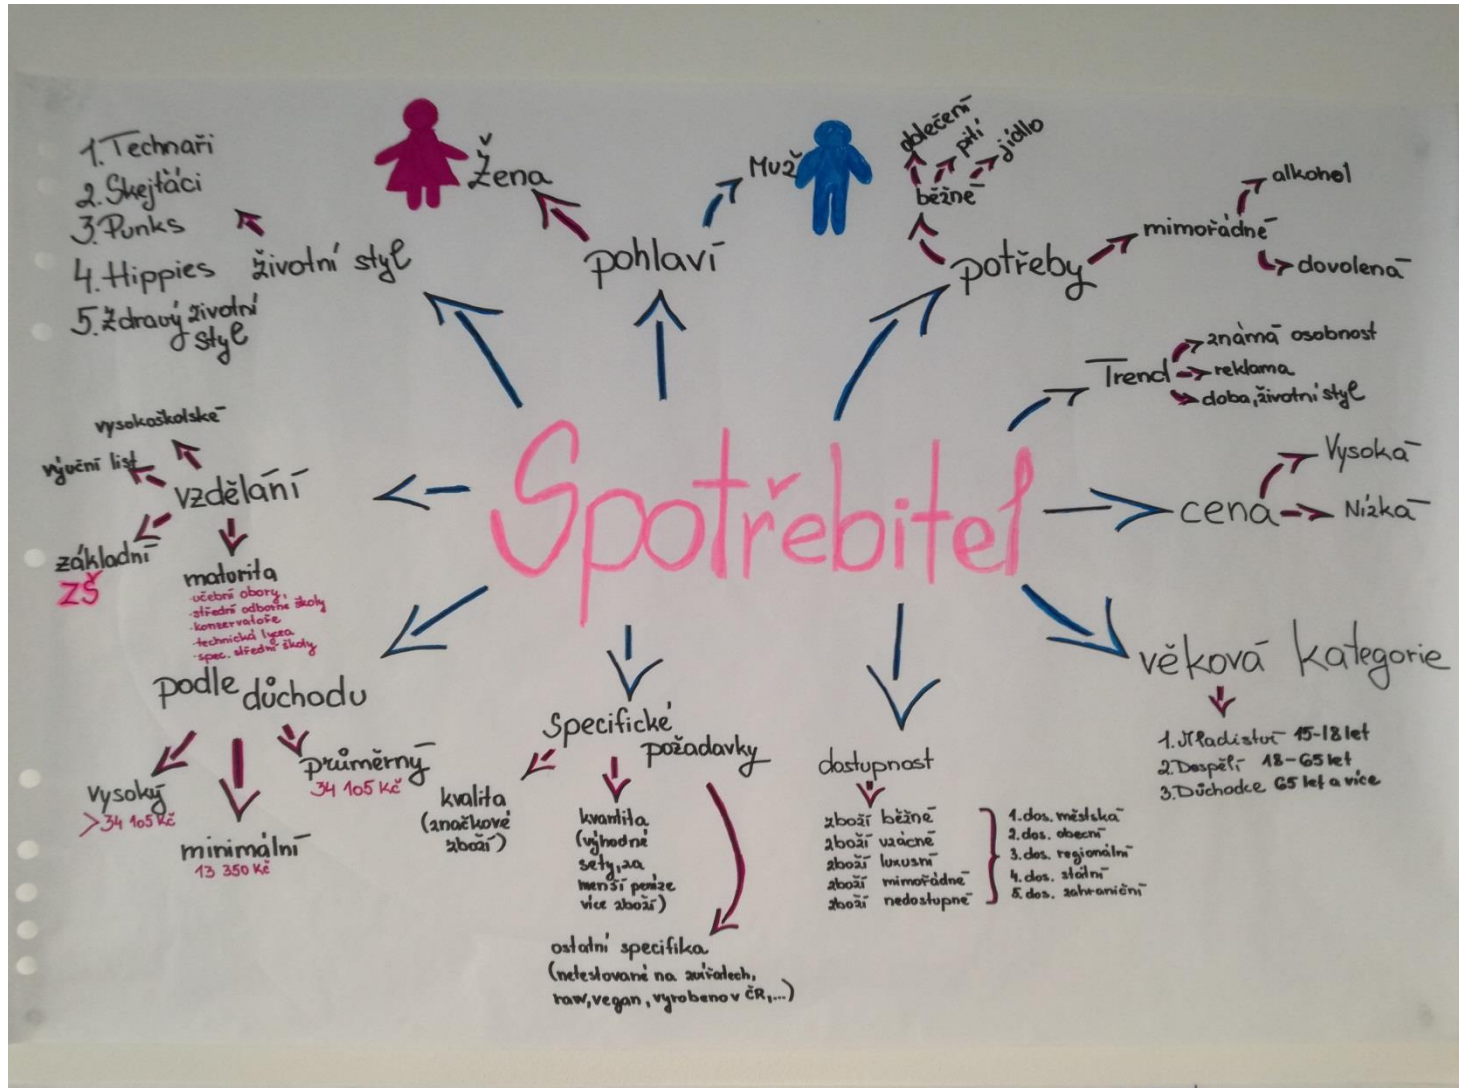 Spotřebitel
životní styl
1. Technaři
2. Skejťáci
3. Punks
4. Hippies
5. Zdravý životní
styl
pohlaví
Žena
Muž
potřeby
běžné
oblečení
pití
jídlo
mimořádné
alkohol
dovolená
Trend
známá osobnost
reklama
doba, životní styl
cena
Vysoká
Nízká
věková kategorie
1. Mladiství 15-18 let
2. Dospělí 18-65 let
3. Důchodce 65 let a více
dostupnost
zboží běžné
zboží vzácné
zboží luxusní
zboží mimořádné
zboží nedostupné
1. dos. městská
2. dos. obecní
3. dos. regionální
4. dos. státní
5. dos. zahraniční
specifické
požadavky
kvalita
(značkové
zboží)
kvantita
(výhodné
sety, za
menší peníze
více zboží)
ostatní specifika
(netestované na zvířatech,
raw, vegan, vyrobeno v ČR,...)
podle důchodu
vysoký
>34 105 Kč
minimální
13 350 Kč
průměrný
34 105 Kč
vzdělání
vysokoškolské
výuční list
základní
ZŠ
maturita
-učební obory,
-střední odborné školy
-konzervatoře
-technická lycea
-spec. střední školy